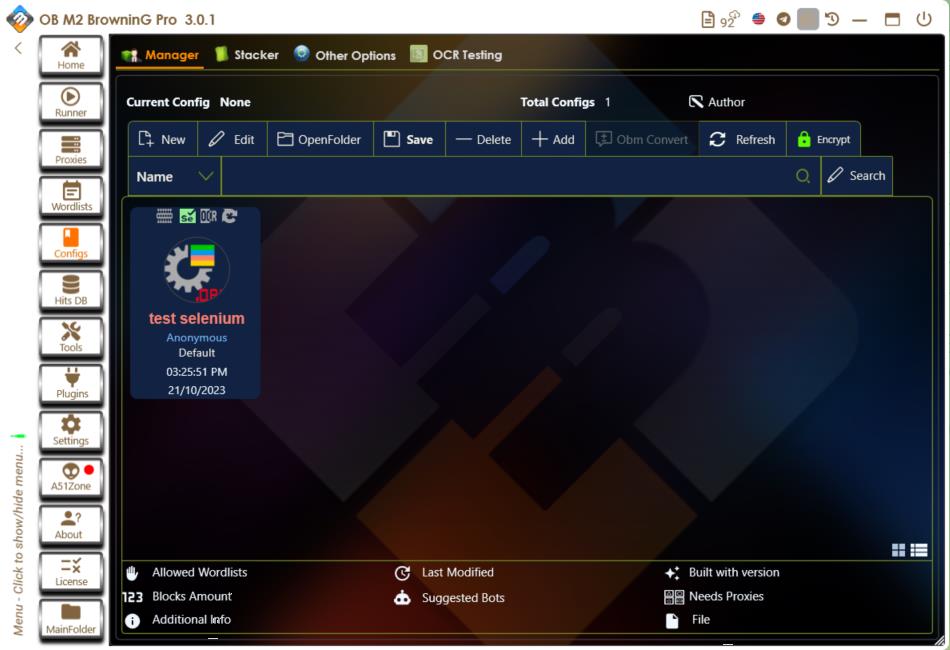 OB M2 BrowninG Pro 3.0.1
92
Home
Runner
Proxies
Wordlists
Configs
Hits DB
Tools
Plugins
Settings
A51Zone
About
License
MainFolder
Menu - Click to show/hide menu...
Manager Stacker Other Options OCR Testing
Current Config None Total Configs 1 Author
New Edit OpenFolder Save Delete Add Obm Convert Refresh Encrypt
Name Search
se OCR
test selenium
Anonymous
Default
03:25:51 PM
21/10/2023
Allowed Wordlists Last Modified Built with version
123 Blocks Amount Suggested Bots Needs Proxies
Additional Info File